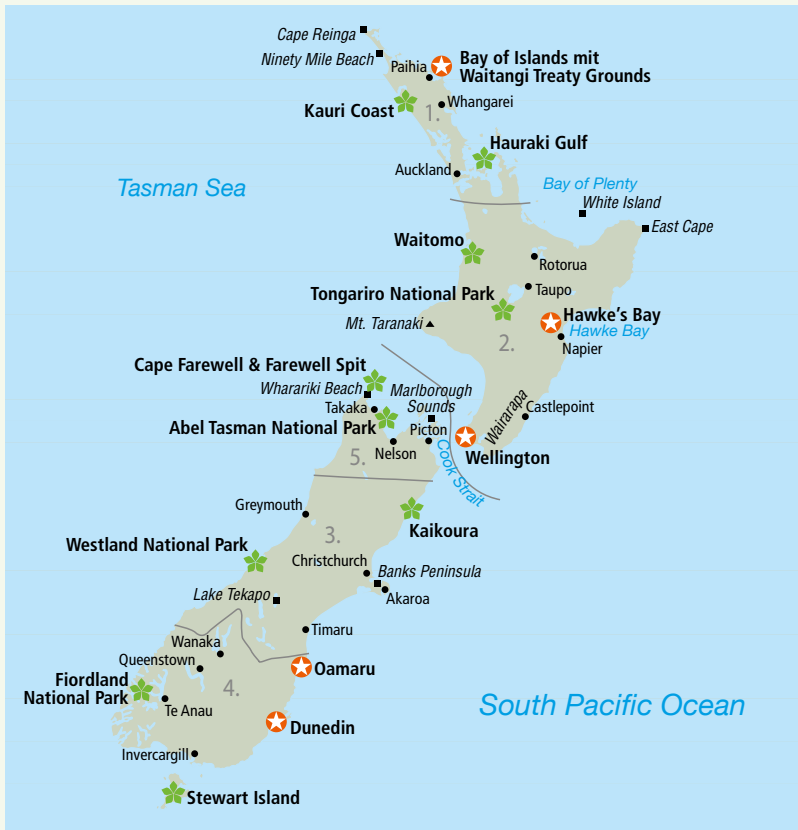 Cape Reinga
Ninety Mile Beach
Paihia
Bay of Islands mit
Waitangi Treaty Grounds
Kauri Coast
1.
Whangarei
Hauraki Gulf
Auckland
Tasman Sea
Bay of Plenty
White Island
East Cape
Waitomo
Rotorua
Taupo
Tongariro National Park
Mt. Taranaki
Hawke's Bay
Hawke Bay
2.
Napier
Cape Farewell & Farewell Spit
Wharariki Beach
Marlborough
Sounds
Takaka
Castlepoint
Wairarapa
Abel Tasman National Park
Picton
Nelson
5.
Wellington
Cook Strait
Greymouth
Kaikoura
3.
Westland National Park
Christchurch
Banks Peninsula
Lake Tekapo
Akaroa
Timaru
Wanaka
Queenstown
Oamaru
Fiordland
National Park
4.
Te Anau
South Pacific Ocean
Dunedin
Invercargill
Stewart Island